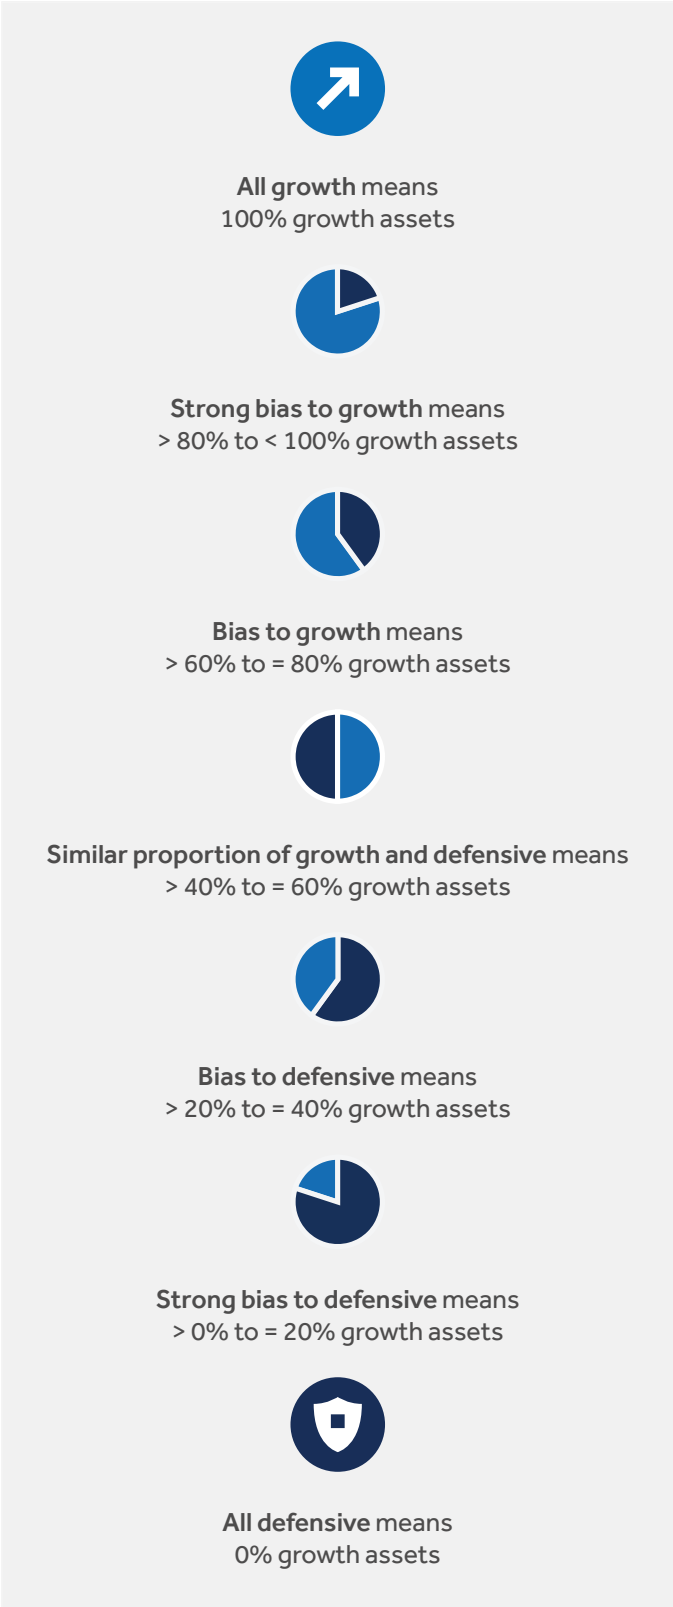 All growth means
100% growth assets
Strong bias to growth means
> 80% to < 100% growth assets
Bias to growth means
> 60% to = 80% growth assets
Similar proportion of growth and defensive means
> 40% to = 60% growth assets
Bias to defensive means
> 20% to = 40% growth assets
Strong bias to defensive means
> 0% to = 20% growth assets
All defensive means
0% growth assets